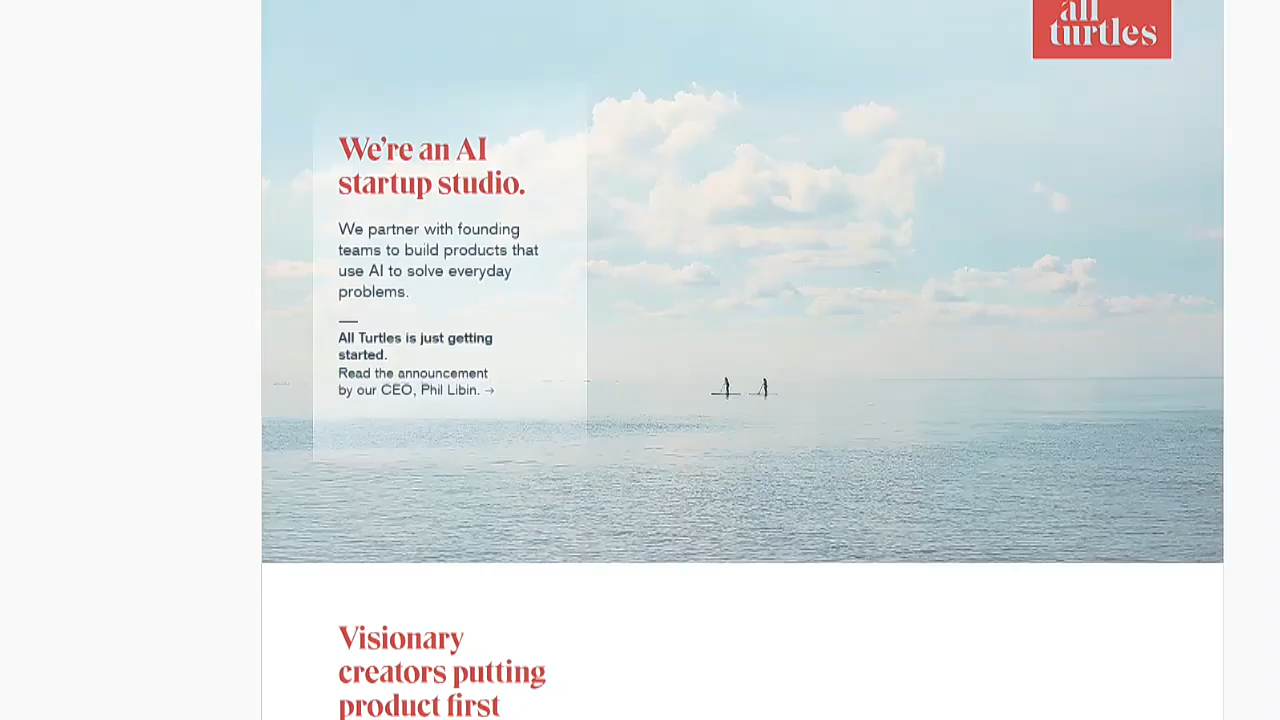 all
turtles
We're an AI
startup studio.
We partner with founding
teams to build products that
use AI to solve everyday
problems.
All Turtles is just getting
started.
Read the announcement
by our CEO, Phil Libin. →
Visionary
creators putting
product first